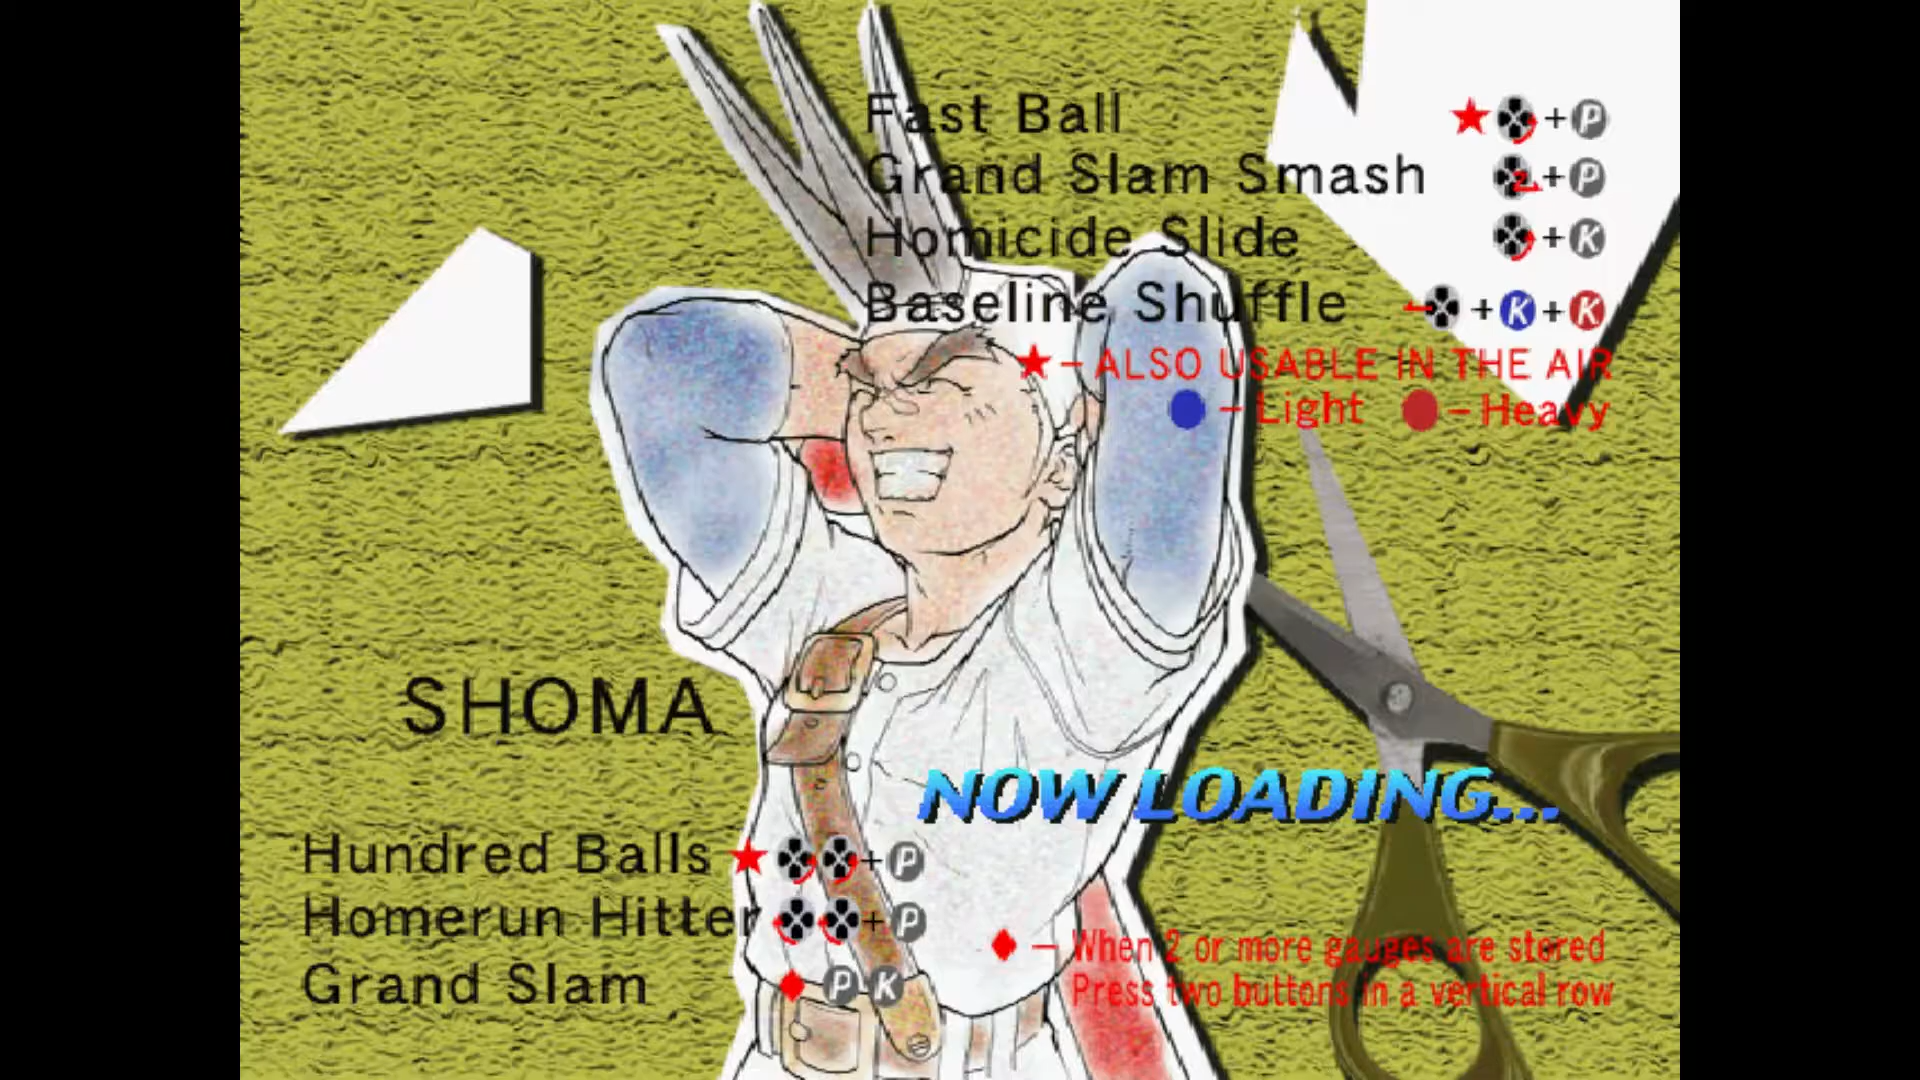 Fast Ball ★ + P
Grand Slam Smash + P
Homicide Slide + K
Baseline Shuffle + K + K
★ – ALSO USABLE IN THE AIR
– Light – Heavy
SHOMA
NOW LOADING...
Hundred Balls ★ + P
Homerun Hitter + P
Grand Slam ♦ P K
♦ – When 2 or more gauges are stored
Press two buttons in a vertical row